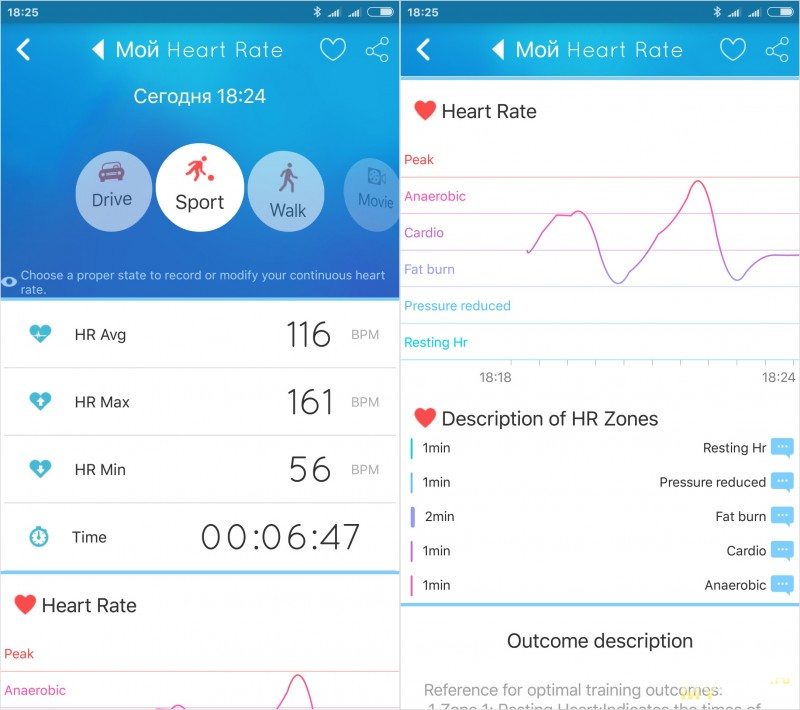 18:25
Мой Heart Rate
Сегодня 18:24
Drive
Sport
Walk
Movie
Choose a proper state to record or modify your continuous heart
rate.
HR Avg 116 BPM
HR Max 161 BPM
HR Min 56 BPM
Time 00:06:47
Heart Rate
Peak
Anaerobic
18:25
Мой Heart Rate
Heart Rate
Peak
Anaerobic
Cardio
Fat burn
Pressure reduced
Resting Hr
18:18 18:24
Description of HR Zones
1min Resting Hr
1min Pressure reduced
2min Fat burn
1min Cardio
1min Anaerobic
Outcome description
Reference for optimal training outcomes:
1 Zone 1: Resting Heart:Indicates the times of